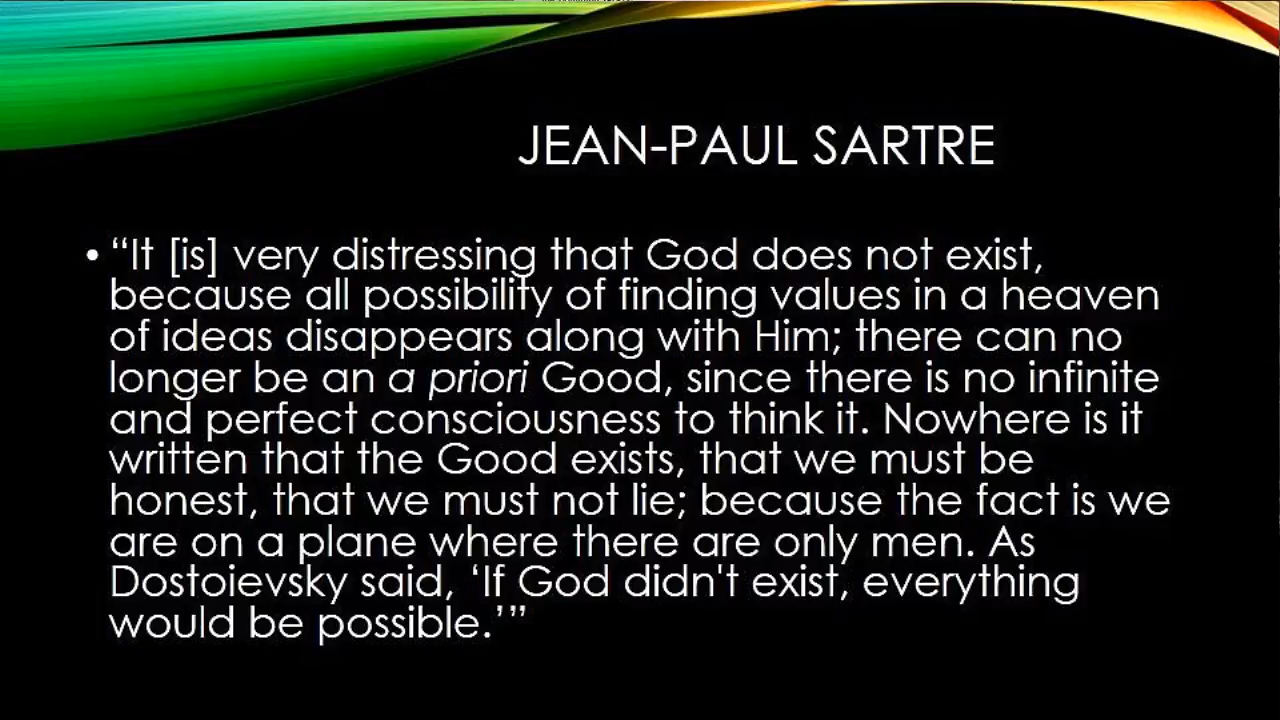 JEAN-PAUL SARTRE
• “It [is] very distressing that God does not exist,
because all possibility of finding values in a heaven
of ideas disappears along with Him; there can no
longer be an a priori Good, since there is no infinite
and perfect consciousness to think it. Nowhere is it
written that the Good exists, that we must be
honest, that we must not lie; because the fact is we
are on a plane where there are only men. As
Dostoievsky said, ‘If God didn't exist, everything
would be possible.’”